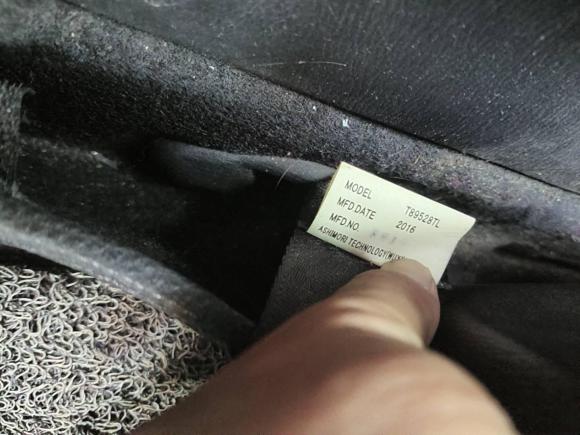 MODEL T89528TL
MFD DATE 2016
MFD.NO.
ASHIMORI TECHNOLOGY